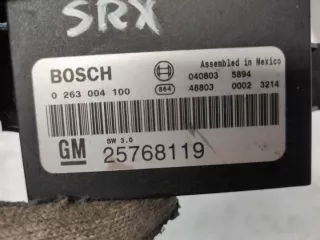 SRX
Assembled in Mexico
BOSCH 040803 5894
0 263 004 100 864 48803 0002 3214
SW 3.0
GM 25768119